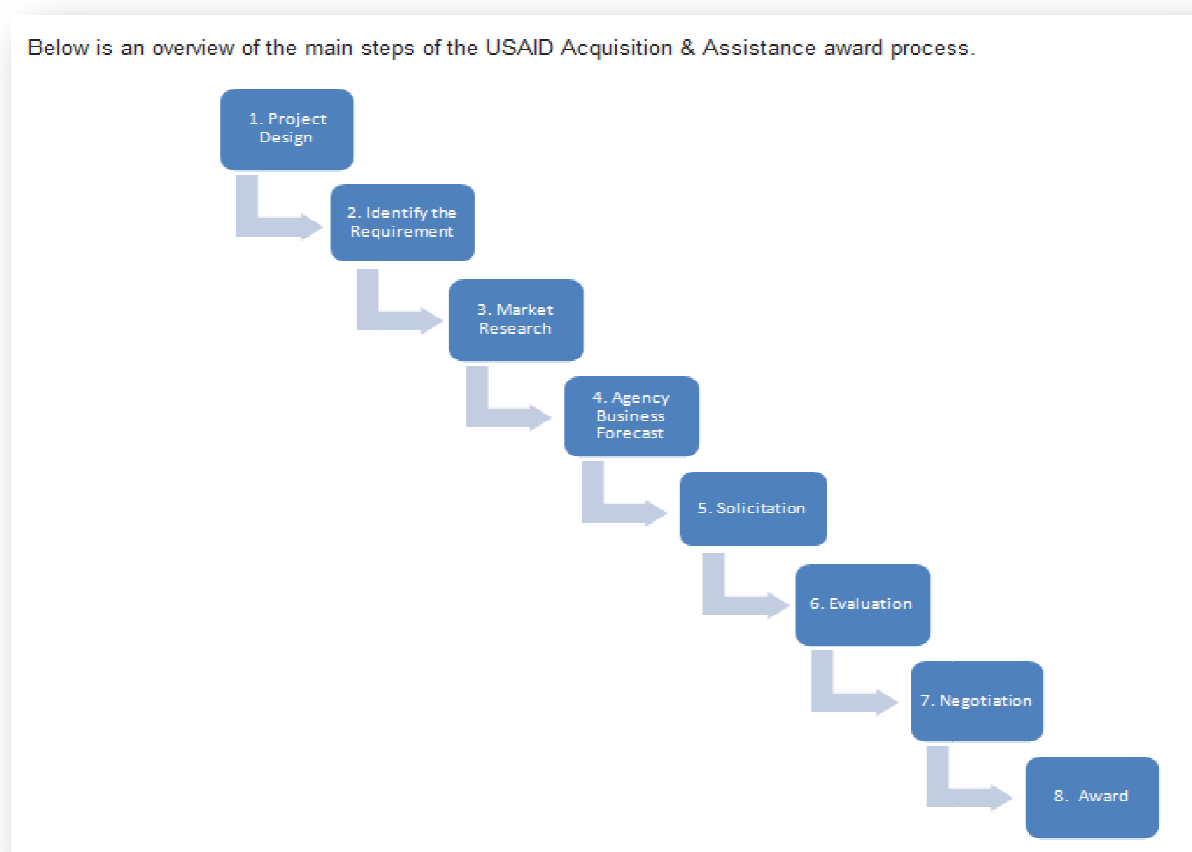 Below is an overview of the main steps of the USAID Acquisition & Assistance award process.
1. Project
Design
2. Identify the
Requirement
3. Market
Research
4. Agency
Business
Forecast
5. Solicitation
6. Evaluation
7. Negotiation
8. Award